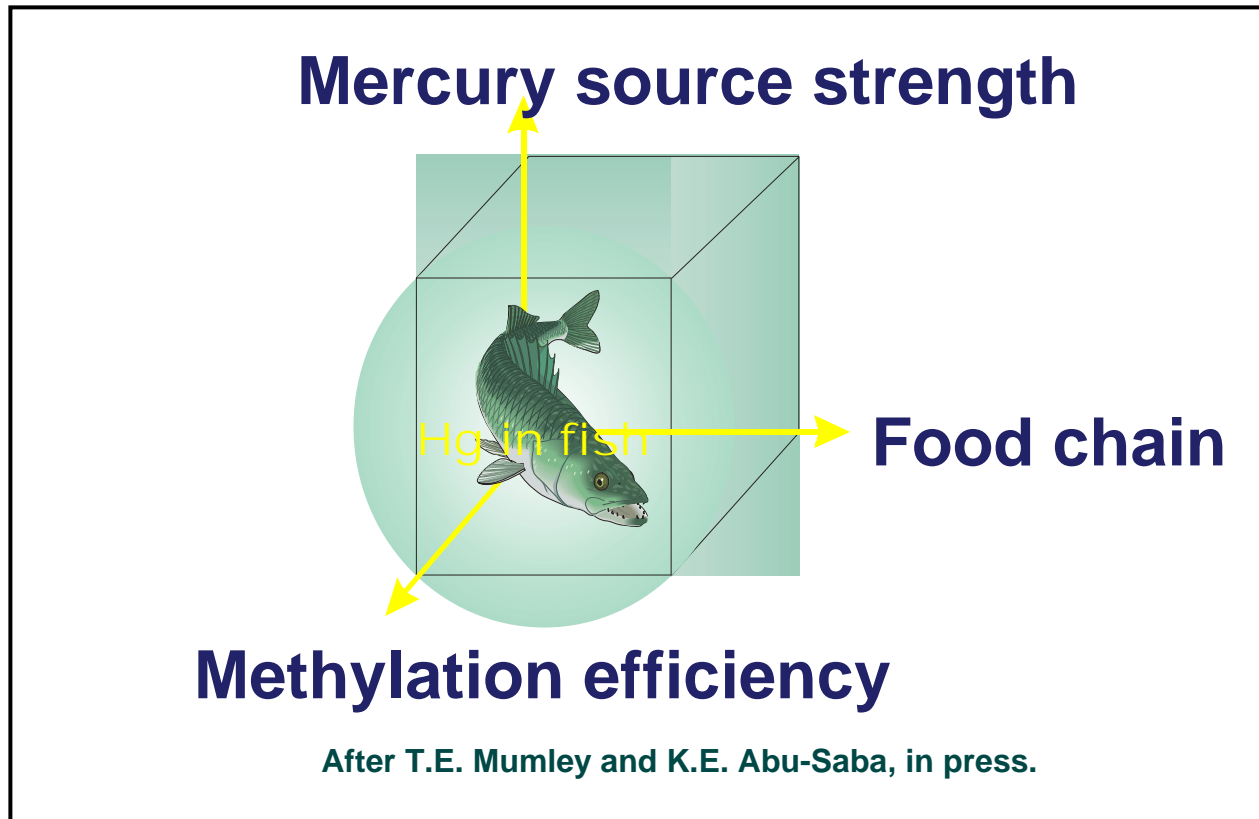 Mercury source strength
Hg in fish
Food chain
Methylation efficiency
After T.E. Mumley and K.E. Abu-Saba, in press.